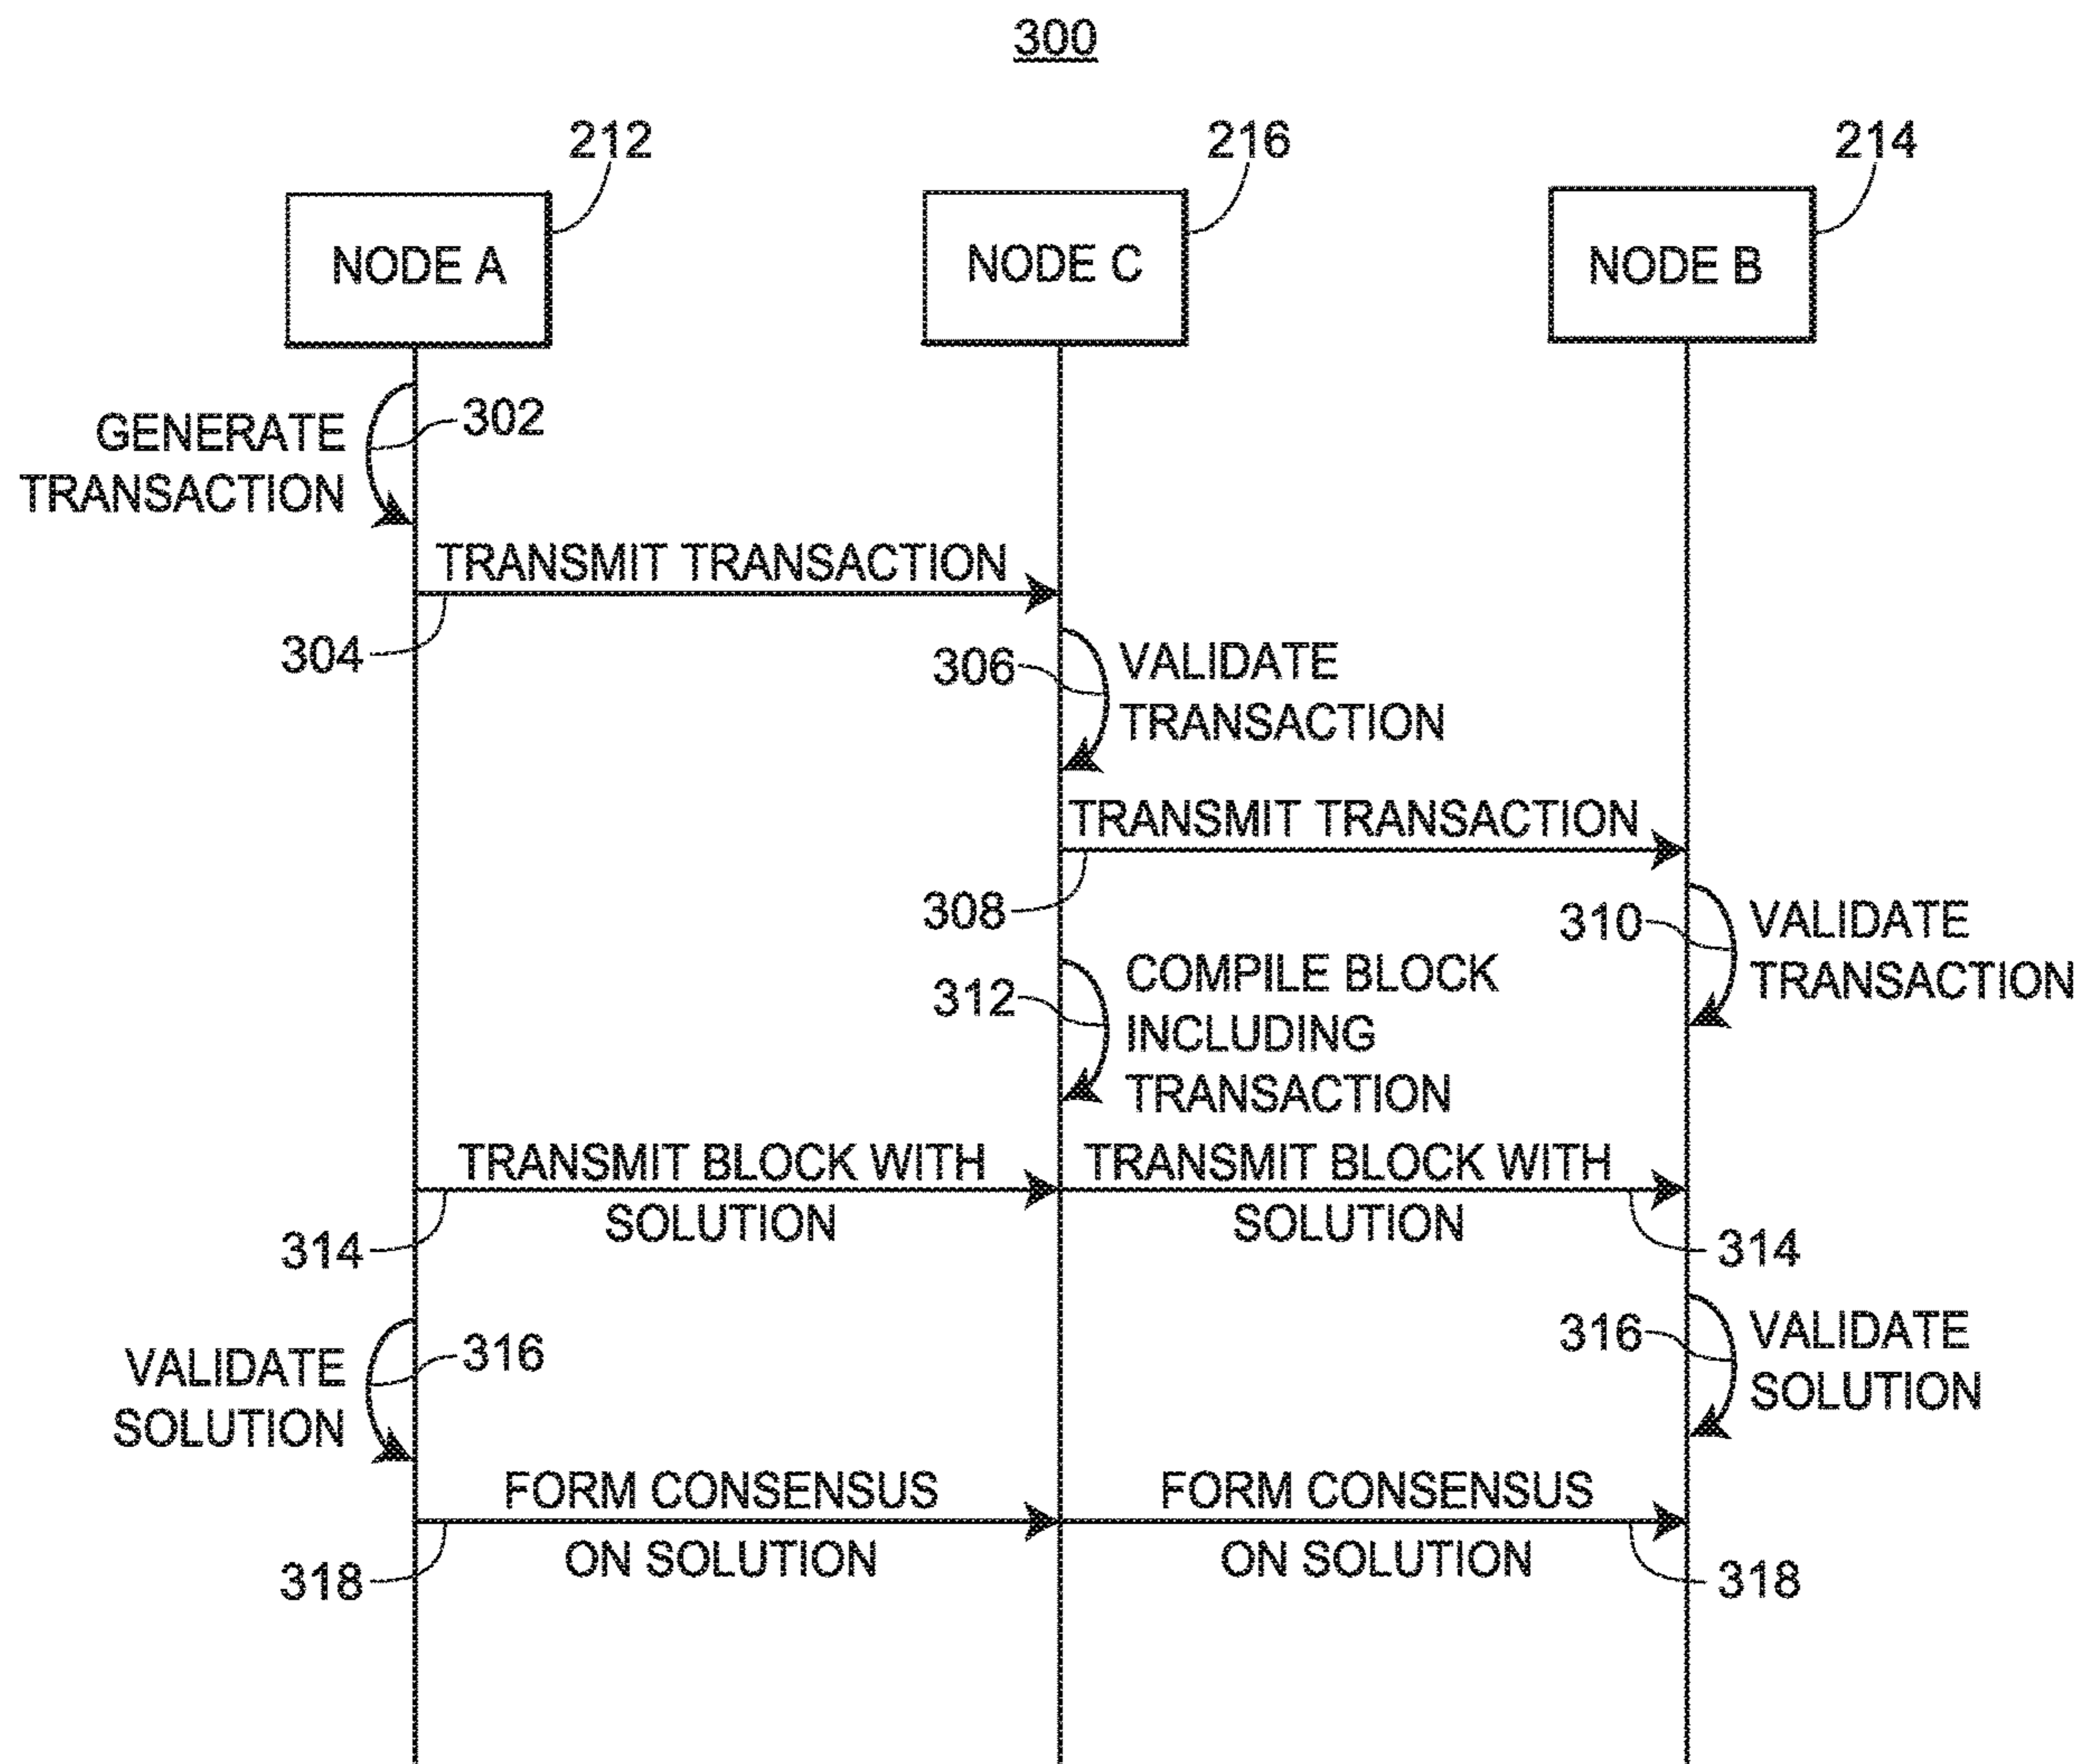 300
212
216
214
NODE A
NODE C
NODE B
GENERATE
TRANSACTION
302
TRANSMIT TRANSACTION
304
306
VALIDATE
TRANSACTION
TRANSMIT TRANSACTION
308
310
VALIDATE
TRANSACTION
312
COMPILE BLOCK
INCLUDING
TRANSACTION
TRANSMIT BLOCK WITH
SOLUTION
TRANSMIT BLOCK WITH
SOLUTION
314
314
VALIDATE
SOLUTION
316
316
VALIDATE
SOLUTION
FORM CONSENSUS
ON SOLUTION
FORM CONSENSUS
ON SOLUTION
318
318